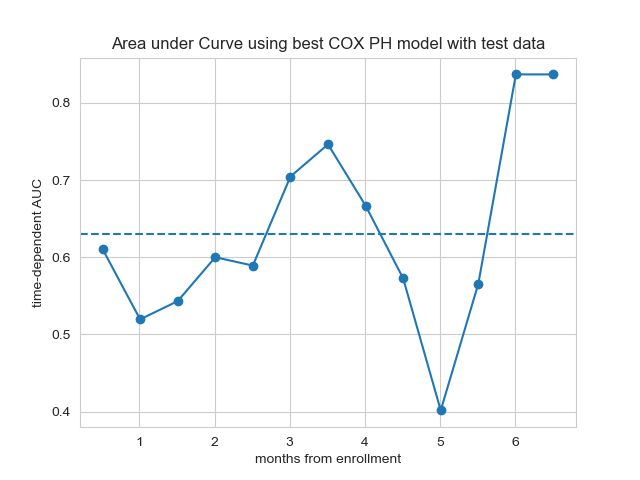 Area under Curve using best COX PH model with test data
time-dependent AUC
0.8
0.7
0.6
0.5
0.4
1 2 3 4 5 6
months from enrollment